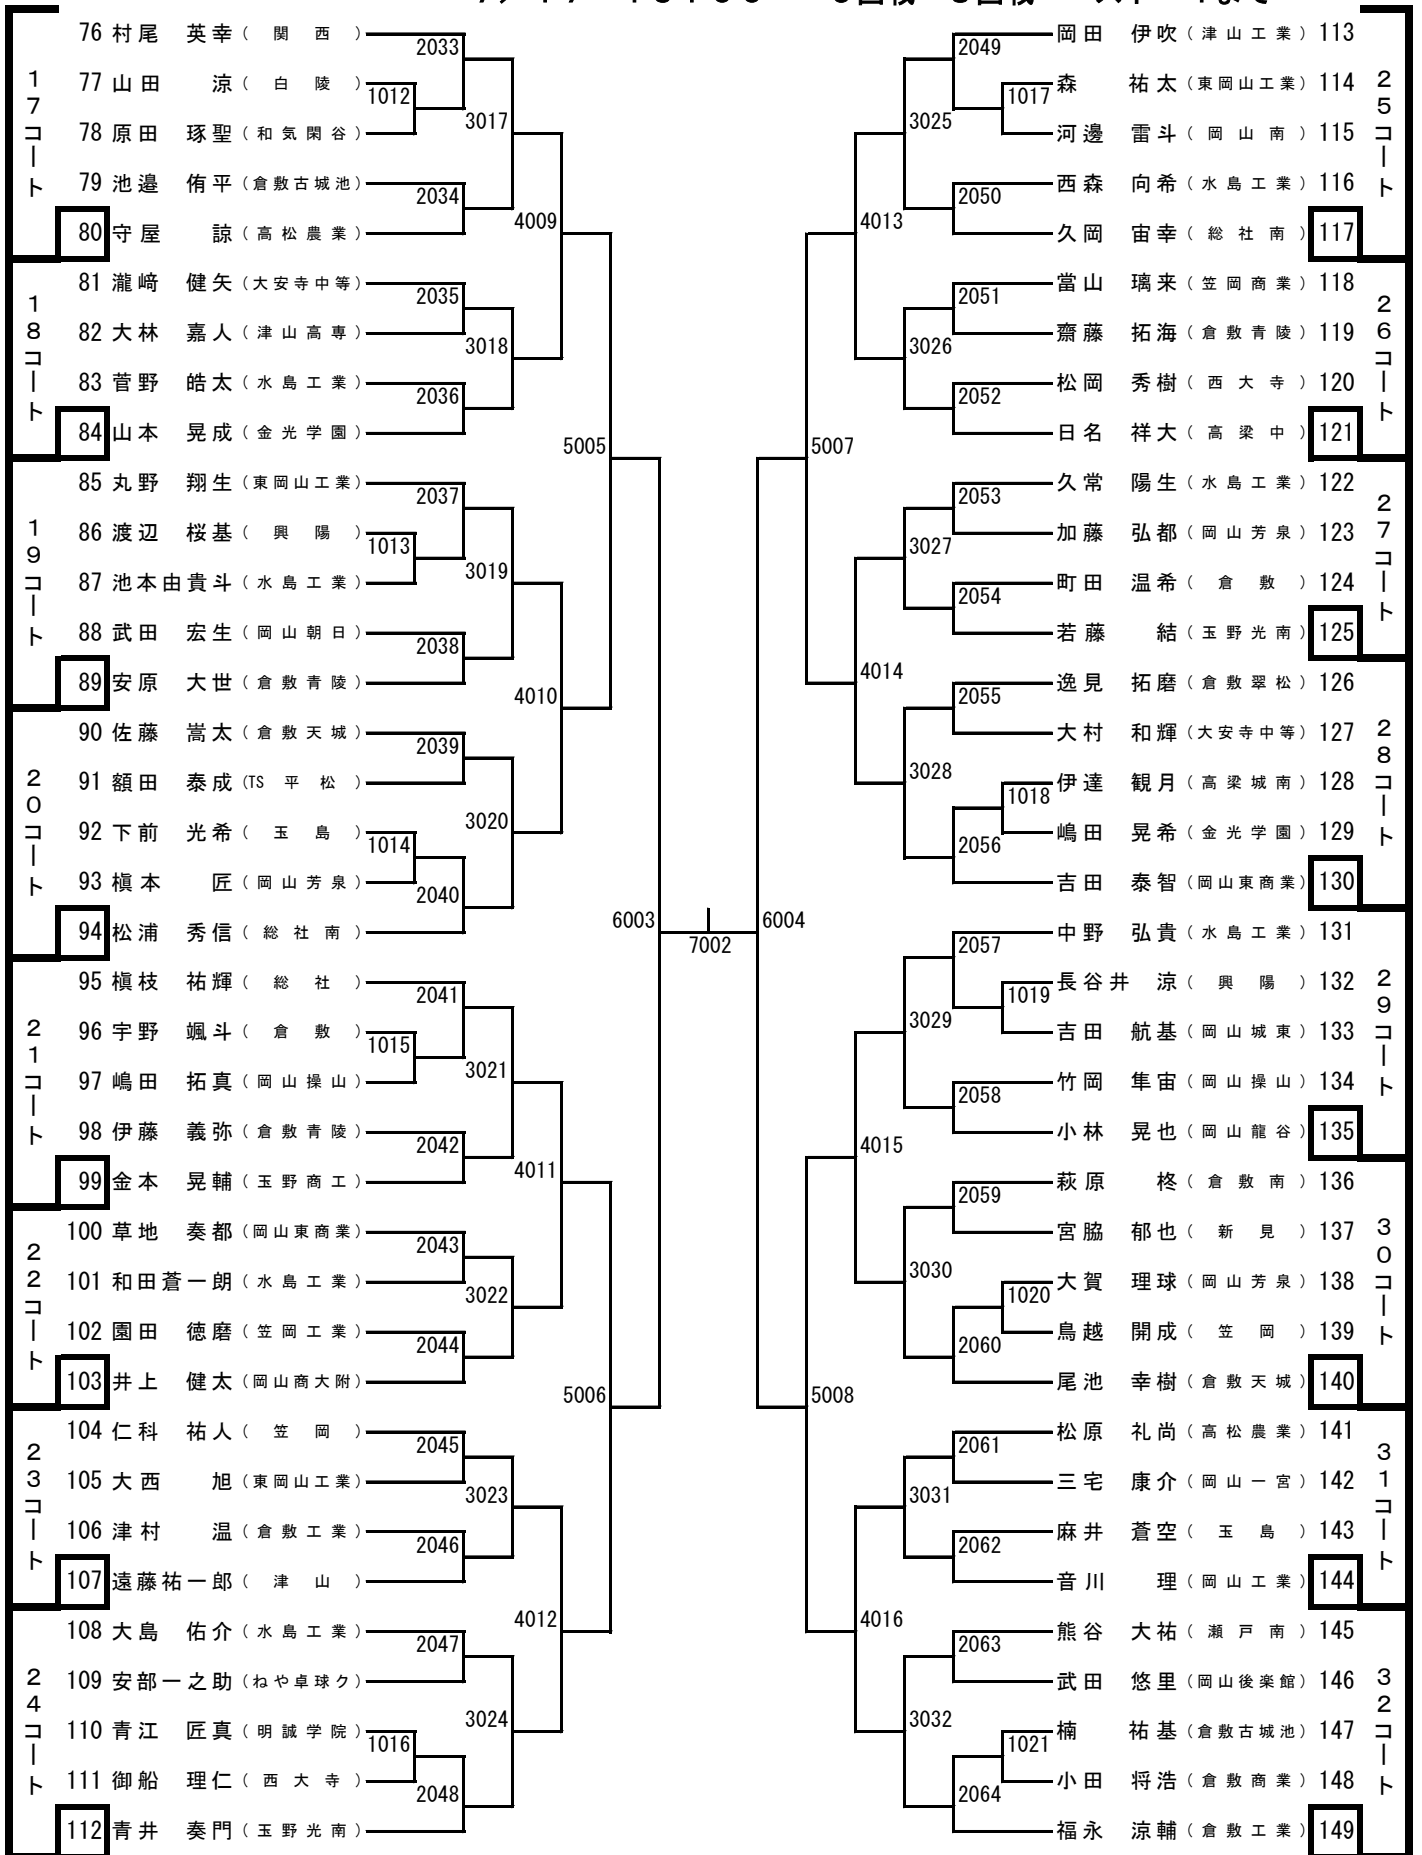 76 村尾 英幸（関西）
77 山田 涼（白陵）
78 原田 琢聖（和気閑谷）
79 池邉 侑平（倉敷古城池）
80 守屋 諒（高松農業）
17コート
2033
1012
3017
2034
4009
81 瀧﨑 健矢（大安寺中等）
82 大林 嘉人（津山高専）
83 菅野 皓太（水島工業）
84 山本 晃成（金光学園）
18コート
2035
3018
2036
5005
85 丸野 翔生（東岡山工業）
86 渡辺 桜基（興陽）
87 池本由貴斗（水島工業）
88 武田 宏生（岡山朝日）
89 安原 大世（倉敷青陵）
19コート
2037
1013
3019
2038
4010
90 佐藤 嵩太（倉敷天城）
91 額田 泰成（TS平松）
92 下前 光希（玉島）
93 槇本 匠（岡山芳泉）
94 松浦 秀信（総社南）
20コート
2039
3020
1014
2040
6003
95 槇枝 祐輝（総社）
96 宇野 颯斗（倉敷）
97 嶋田 拓真（岡山操山）
98 伊藤 義弥（倉敷青陵）
99 金本 晃輔（玉野商工）
21コート
2041
1015
3021
2042
4011
100 草地 奏都（岡山東商業）
101 和田蒼一朗（水島工業）
102 園田 徳磨（笠岡工業）
103 井上 健太（岡山商大附）
22コート
2043
3022
2044
5006
104 仁科 祐人（笠岡）
105 大西 旭（東岡山工業）
106 津村 温（倉敷工業）
107 遠藤祐一郎（津山）
23コート
2045
3023
2046
4012
108 大島 佑介（水島工業）
109 安部一之助（ねや卓球ク）
110 青江 匠真（明誠学院）
111 御船 理仁（西大寺）
112 青井 奏門（玉野光南）
24コート
2047
3024
1016
2048
7002
岡田 伊吹（津山工業）113
森 祐太（東岡山工業）114
河邊 雷斗（岡山南）115
西森 向希（水島工業）116
久岡 宙幸（総社南）117
25コート
2049
1017
3025
2050
4013
當山 璃来（笠岡商業）118
齋藤 拓海（倉敷青陵）119
松岡 秀樹（西大寺）120
日名 祥大（高梁中）121
26コート
2051
3026
2052
5007
久常 陽生（水島工業）122
加藤 弘都（岡山芳泉）123
町田 温希（倉敷）124
若藤 結（玉野光南）125
27コート
2053
3027
2054
4014
逸見 拓磨（倉敷翠松）126
大村 和輝（大安寺中等）127
伊達 観月（高梁城南）128
嶋田 晃希（金光学園）129
吉田 泰智（岡山東商業）130
28コート
2055
3028
1018
2056
6004
中野 弘貴（水島工業）131
長谷井 涼（興陽）132
吉田 航基（岡山城東）133
竹岡 隼宙（岡山操山）134
小林 晃也（岡山龍谷）135
29コート
2057
1019
3029
2058
4015
萩原 柊（倉敷南）136
宮脇 郁也（新見）137
大賀 理球（岡山芳泉）138
鳥越 開成（笠岡）139
尾池 幸樹（倉敷天城）140
30コート
2059
3030
1020
2060
5008
松原 礼尚（高松農業）141
三宅 康介（岡山一宮）142
麻井 蒼空（玉島）143
音川 理（岡山工業）144
31コート
2061
3031
2062
4016
熊谷 大祐（瀬戸南）145
武田 悠里（岡山後楽館）146
楠 祐基（倉敷古城池）147
小田 将浩（倉敷商業）148
福永 涼輔（倉敷工業）149
32コート
2063
3032
1021
2064